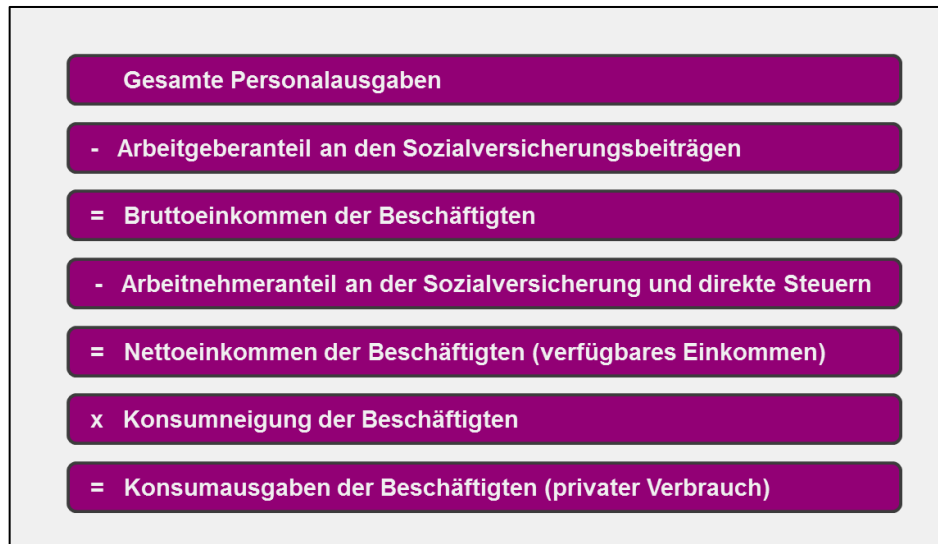 Gesamte Personalausgaben
- Arbeitgeberanteil an den Sozialversicherungsbeiträgen
= Bruttoeinkommen der Beschäftigten
- Arbeitnehmeranteil an der Sozialversicherung und direkte Steuern
= Nettoeinkommen der Beschäftigten (verfügbares Einkommen)
x Konsumneigung der Beschäftigten
= Konsumausgaben der Beschäftigten (privater Verbrauch)